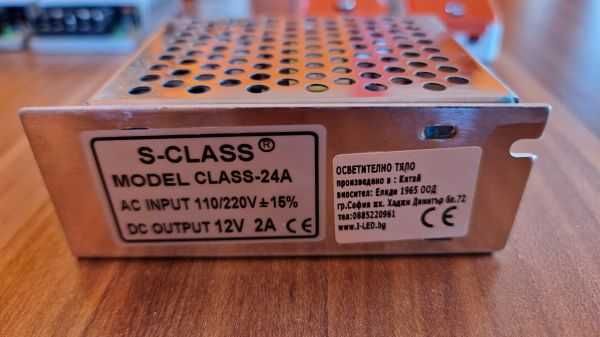 S-CLASS®
MODEL CLASS-24A
AC INPUT 110/220V ± 15%
DC OUTPUT 12V 2A CE
ОСВЕТИТЕЛНО ТЯЛО
произведено в : Китай
вносител: Елиди 1965 ООД
гр.София жк. Хаджи Димитър бл.72
тел:0885220961
www.I-LED.bg CE